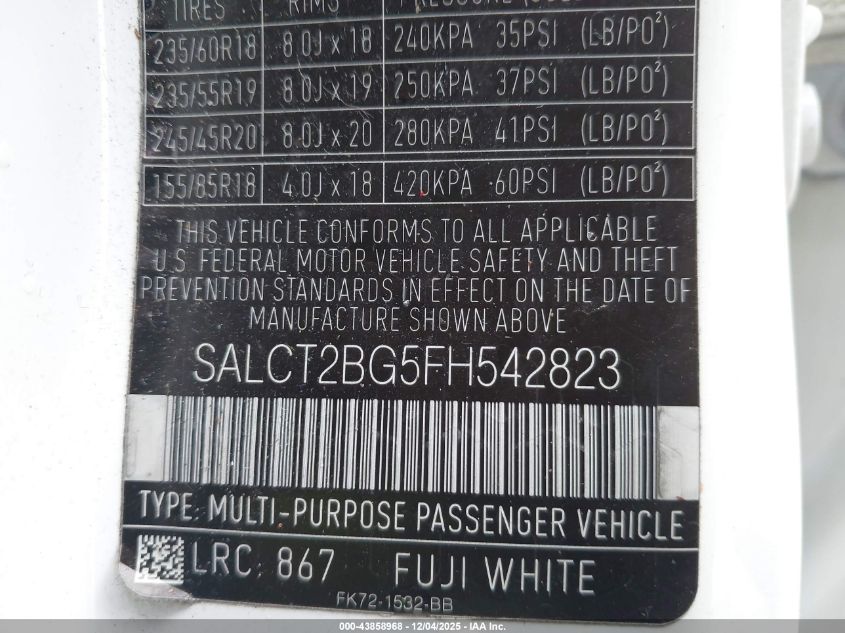 TIRES RIMS
235/60R18 8.0J x 18 240KPA 35PSI (LB/PO²)
235/55R19 8.0J x 19 250KPA 37PSI (LB/PO²)
245/45R20 8.0J x 20 280KPA 41PSI (LB/PO²)
155/85R18 4.0J x 18 420KPA 60PSI (LB/PO²)
THIS VEHICLE CONFORMS TO ALL APPLICABLE
U.S. FEDERAL MOTOR VEHICLE SAFETY AND THEFT
PREVENTION STANDARDS IN EFFECT ON THE DATE OF
MANUFACTURE SHOWN ABOVE
SALCT2BG5FH542823
TYPE: MULTI-PURPOSE PASSENGER VEHICLE
LRC: 867 FUJI WHITE
FK72-1532-BB
000-43858968 - 12/04/2025 - IAA Inc.